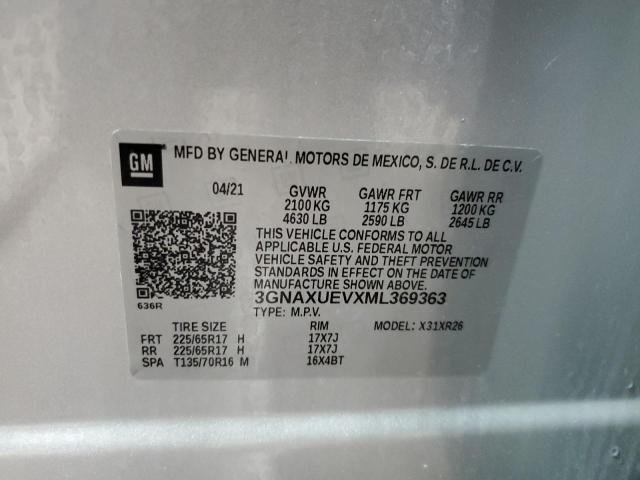 GM MFD BY GENERAL MOTORS DE MEXICO, S. DE R.L. DE C.V.
04/21 GVWR GAWR FRT GAWR RR
2100 KG 1175 KG 1200 KG
4630 LB 2590 LB 2645 LB
THIS VEHICLE CONFORMS TO ALL
APPLICABLE U.S. FEDERAL MOTOR
VEHICLE SAFETY AND THEFT PREVENTION
STANDARDS IN EFFECT ON THE DATE OF
MANUFACTURE SHOWN ABOVE.
3GNAXUEVXML369363
636R
TYPE: M.P.V. MODEL: X31XR26
TIRE SIZE RIM
FRT 225/65R17 H 17X7J
RR 225/65R17 H 17X7J
SPA T135/70R16 M 16X4BT